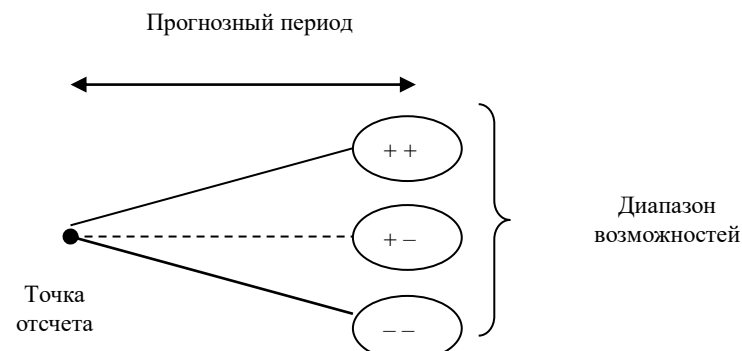 Прогнозный период
+ +
+ –
– –
Диапазон
возможностей
Точка
отсчета